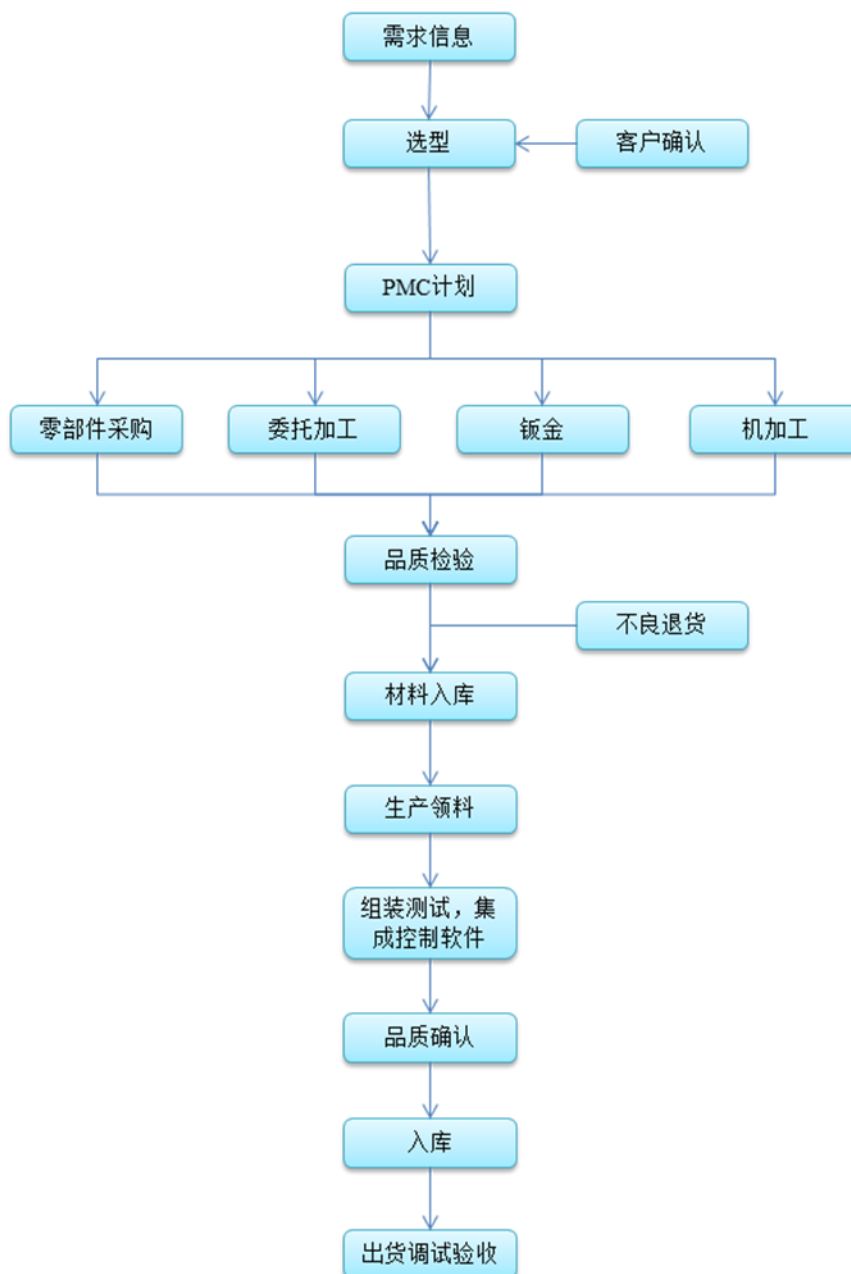 需求信息
选型
客户确认
PMC计划
零部件采购
委托加工
钣金
机加工
品质检验
不良退货
材料入库
生产领料
组装测试，集
成控制软件
品质确认
入库
出货调试验收